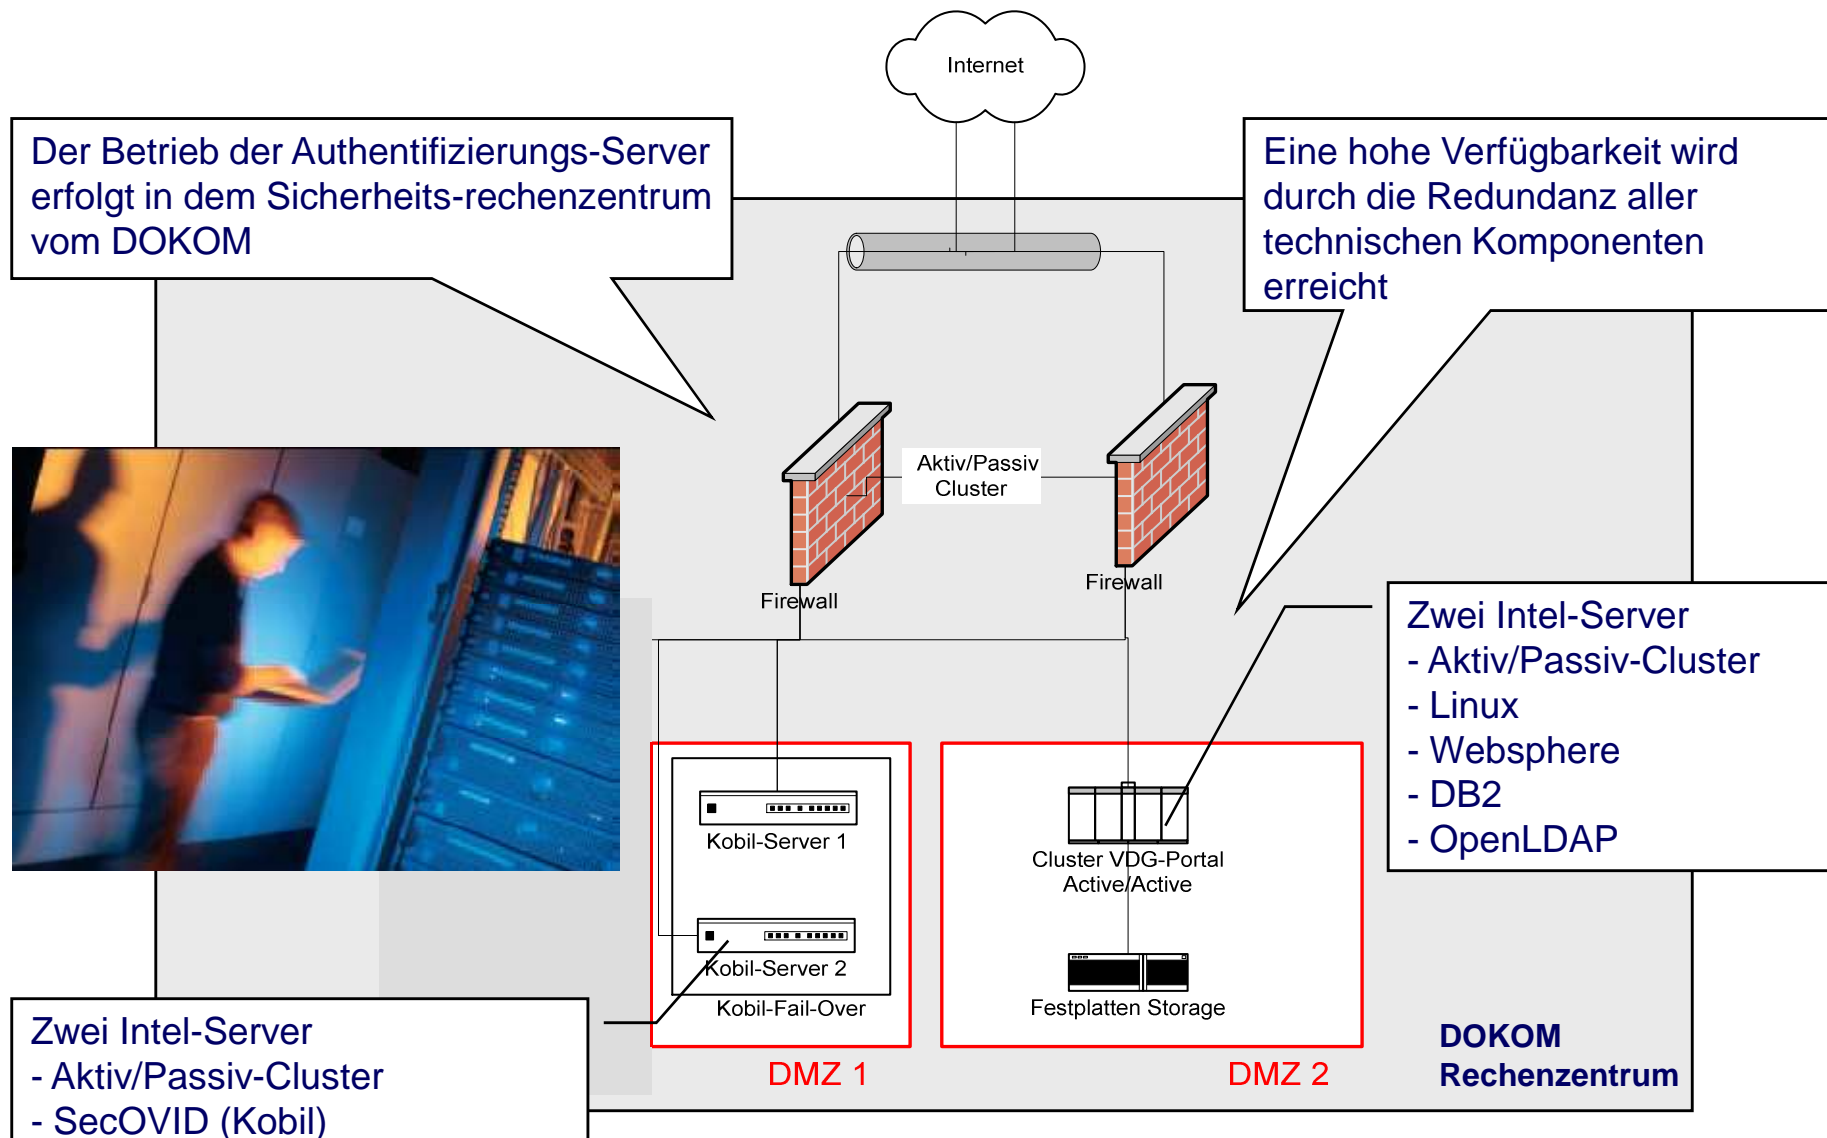 Internet
Der Betrieb der Authentifizierungs-Server
erfolgt in dem Sicherheits-rechenzentrum
vom DOKOM
Eine hohe Verfügbarkeit wird
durch die Redundanz aller
technischen Komponenten
erreicht
Aktiv/Passiv
Cluster
Firewall
Firewall
Zwei Intel-Server
- Aktiv/Passiv-Cluster
- Linux
- Websphere
- DB2
- OpenLDAP
Kobil-Server 1
Kobil-Server 2
Kobil-Fail-Over
DMZ 1
Cluster VDG-Portal
Active/Active
Festplatten Storage
DMZ 2
DOKOM
Rechenzentrum
Zwei Intel-Server
- Aktiv/Passiv-Cluster
- SecOVID (Kobil)